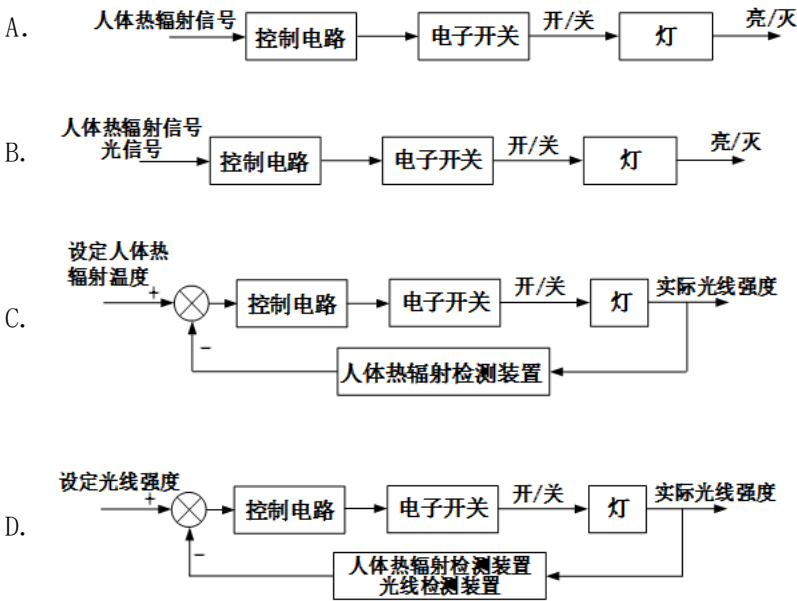 A.
人体热辐射信号
控制电路
电子开关
开/关
灯
亮/灭
B.
人体热辐射信号
光信号
控制电路
电子开关
开/关
灯
亮/灭
C.
设定人体热
辐射温度
+
-
控制电路
电子开关
开/关
灯
实际光线强度
人体热辐射检测装置
D.
设定光线强度
+
-
控制电路
电子开关
开/关
灯
实际光线强度
人体热辐射检测装置
光线检测装置